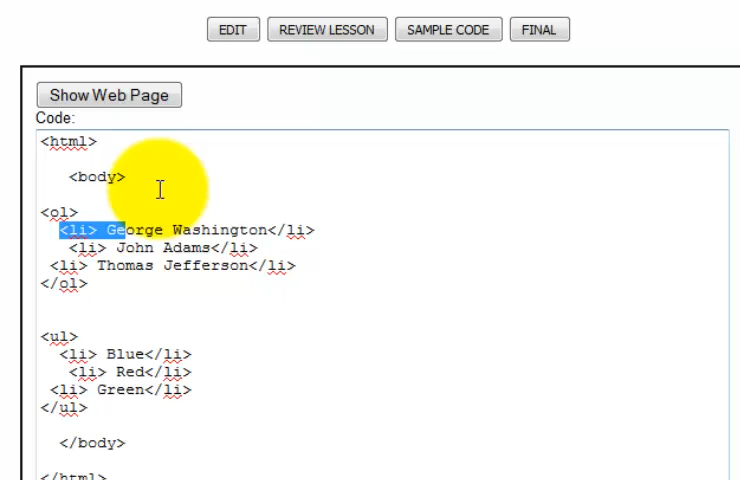 EDIT REVIEW LESSON SAMPLE CODE FINAL
Show Web Page
Code:
<html>
<body>
<ol>
<li> George Washington</li>
<li> John Adams</li>
<li> Thomas Jefferson</li>
</ol>
<ul>
<li> Blue</li>
<li> Red</li>
<li> Green</li>
</ul>
</body>
</html>